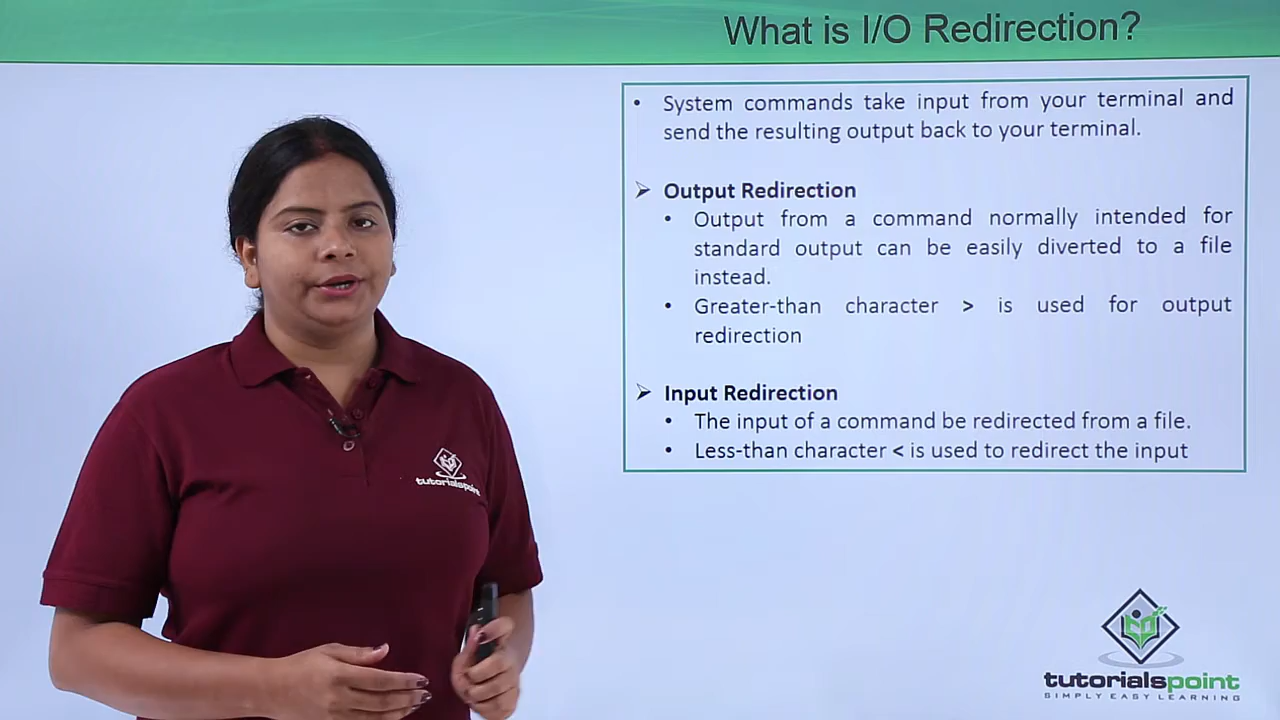 What is I/O Redirection?
• System commands take input from your terminal and
send the resulting output back to your terminal.
➢ Output Redirection
• Output from a command normally intended for
standard output can be easily diverted to a file
instead.
• Greater-than character > is used for output
redirection
➢ Input Redirection
• The input of a command be redirected from a file.
• Less-than character < is used to redirect the input
tutorialspoint
tutorialspoint
SIMPLY EASY LEARNING